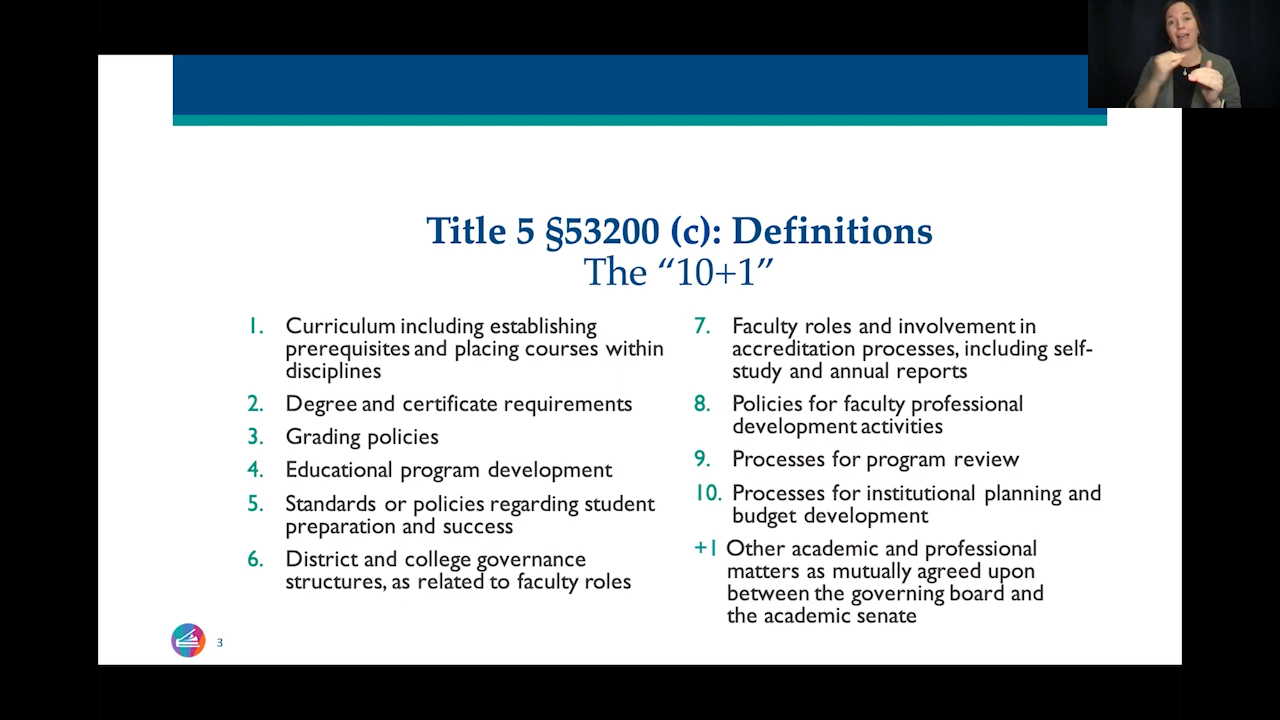 Title 5 §53200 (c): Definitions
The “10+1”
1. Curriculum including establishing
prerequisites and placing courses within
disciplines
2. Degree and certificate requirements
3. Grading policies
4. Educational program development
5. Standards or policies regarding student
preparation and success
6. District and college governance
structures, as related to faculty roles
7. Faculty roles and involvement in
accreditation processes, including self-
study and annual reports
8. Policies for faculty professional
development activities
9. Processes for program review
10. Processes for institutional planning and
budget development
+1 Other academic and professional
matters as mutually agreed upon
between the governing board and
the academic senate
3